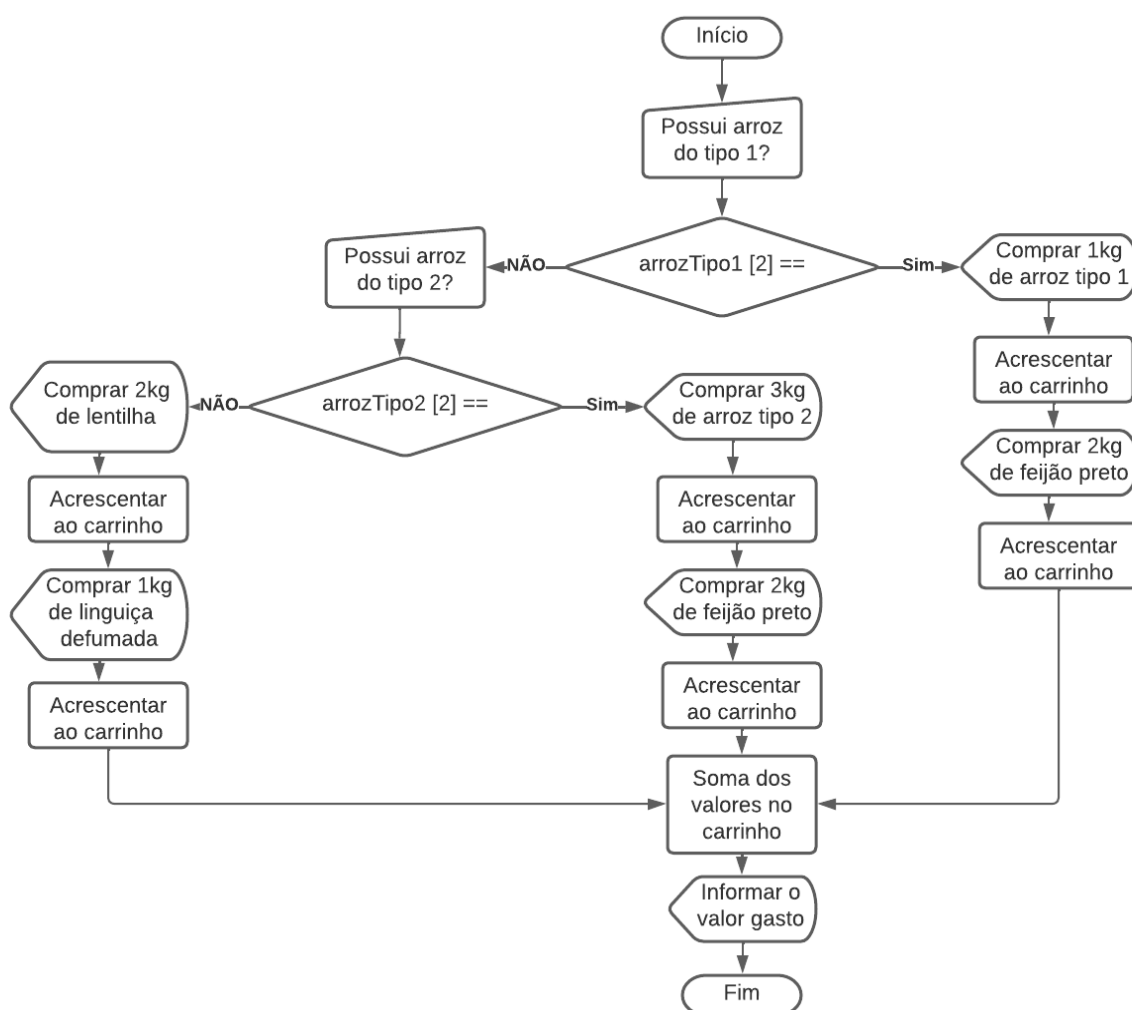 Início
Possui arroz
do tipo 1?
arrozTipo1 [2] ==
NÃO
Sim
Possui arroz
do tipo 2?
Comprar 1kg
de arroz tipo 1
Acrescentar
ao carrinho
Comprar 2kg
de feijão preto
Acrescentar
ao carrinho
arrozTipo2 [2] ==
NÃO
Sim
Comprar 2kg
de lentilha
Acrescentar
ao carrinho
Comprar 1kg
de linguiça
defumada
Acrescentar
ao carrinho
Comprar 3kg
de arroz tipo 2
Acrescentar
ao carrinho
Comprar 2kg
de feijão preto
Acrescentar
ao carrinho
Soma dos
valores no
carrinho
Informar o
valor gasto
Fim